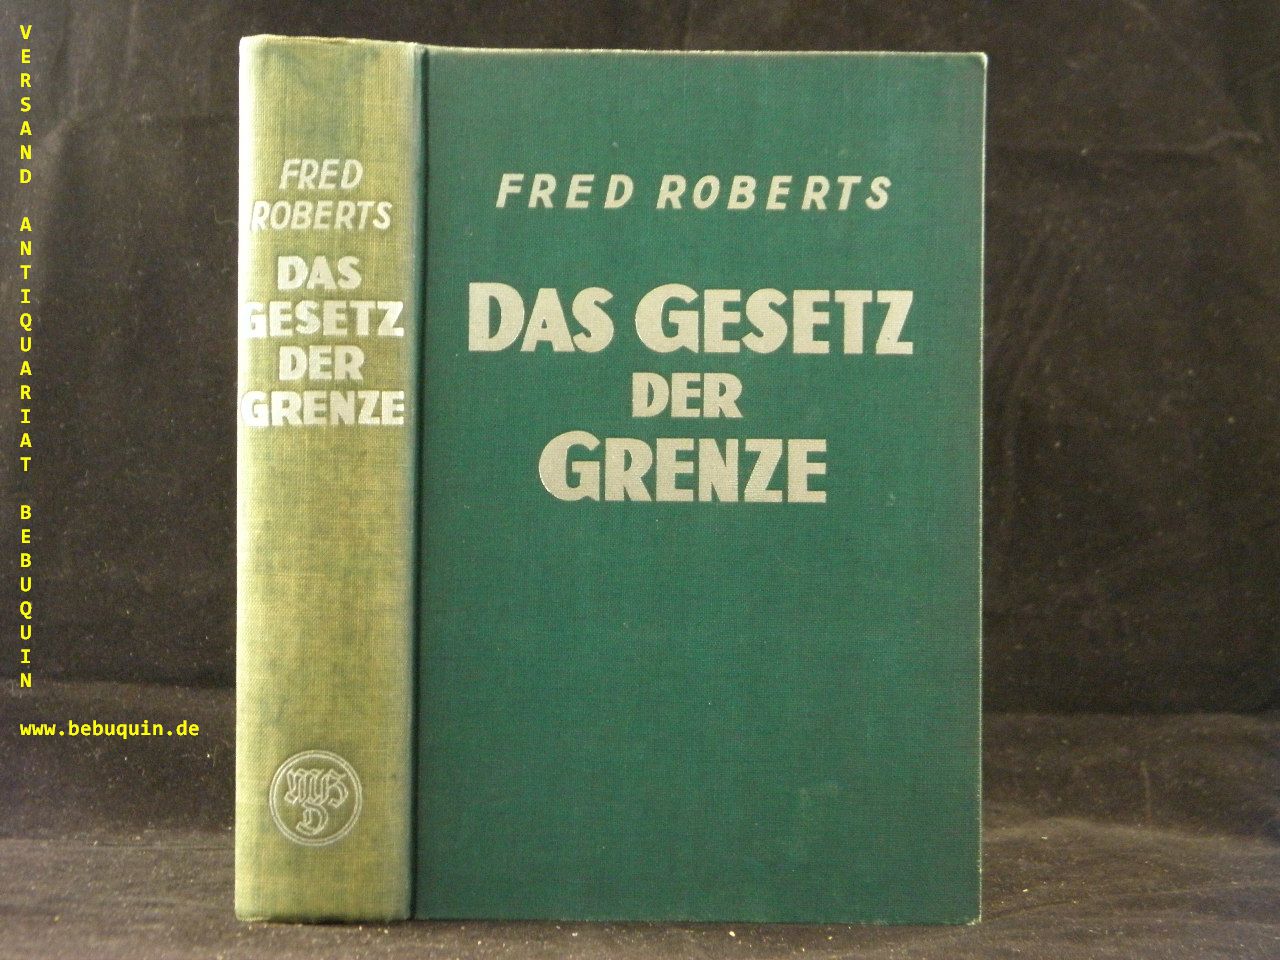 VERSAND ANTIQUARIAT BEBUQUIN
www.bebuquin.de
FRED
ROBERTS
DAS
GESETZ
DER
GRENZE
FRED ROBERTS
DAS GESETZ
DER
GRENZE